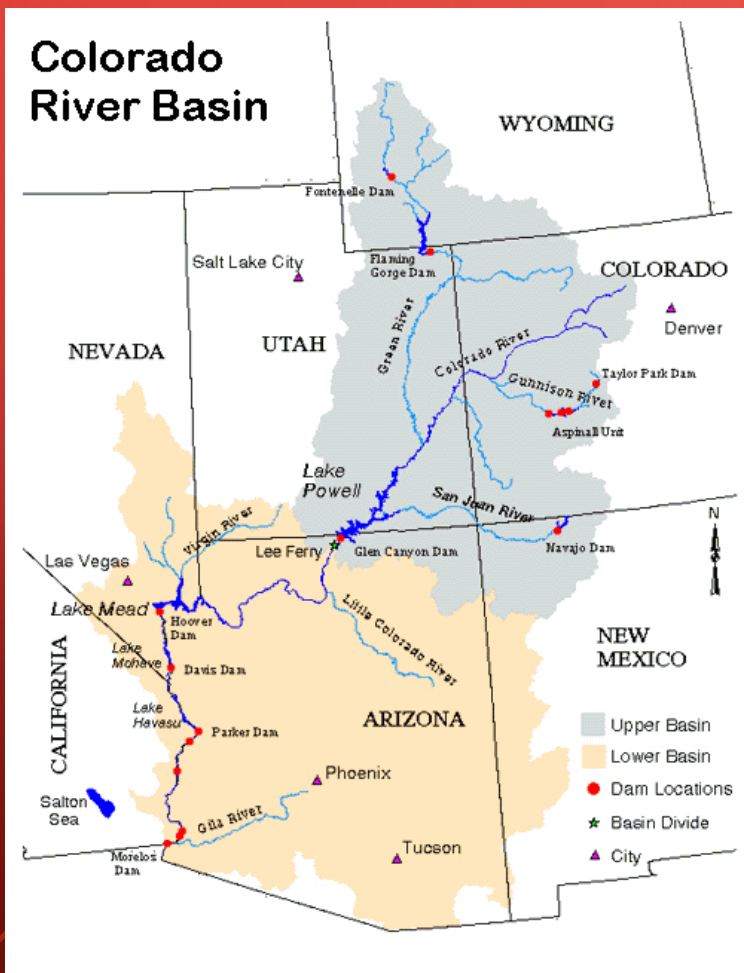 Colorado
River Basin
WYOMING
Fontenelle Dam
Salt Lake City
Flaming
Gorge Dam
COLORADO
Denver
NEVADA
UTAH
Green River
Colorado River
Gunnison River
Taylor Park Dam
Aspinall Unit
Lake
Powell
San Juan River
Virgin River
Lee Ferry
Glen Canyon Dam
Navajo Dam
N
Las Vegas
Lake Mead
Hoover
Dam
Little Colorado River
Lake
Mohave
Davis Dam
NEW
MEXICO
CALIFORNIA
Lake
Havasu
Parker Dam
ARIZONA
Upper Basin
Lower Basin
Dam Locations
Basin Divide
City
Phoenix
Salton
Sea
Gila River
Morelos
Dam
Tucson